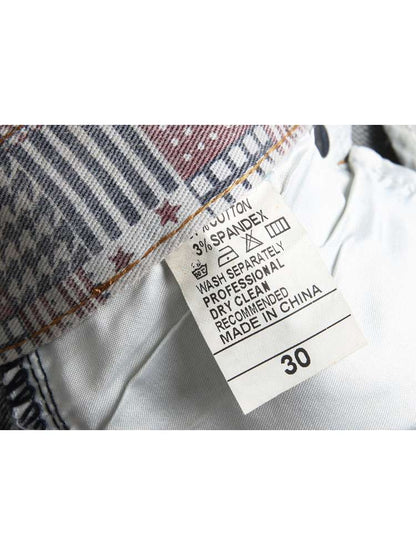 COTTON
3%SPANDEX
WASH SEPARATELY
PROFESSIONAL
DRY CLEAN
RECOMMENDED
MADE IN CHINA
30